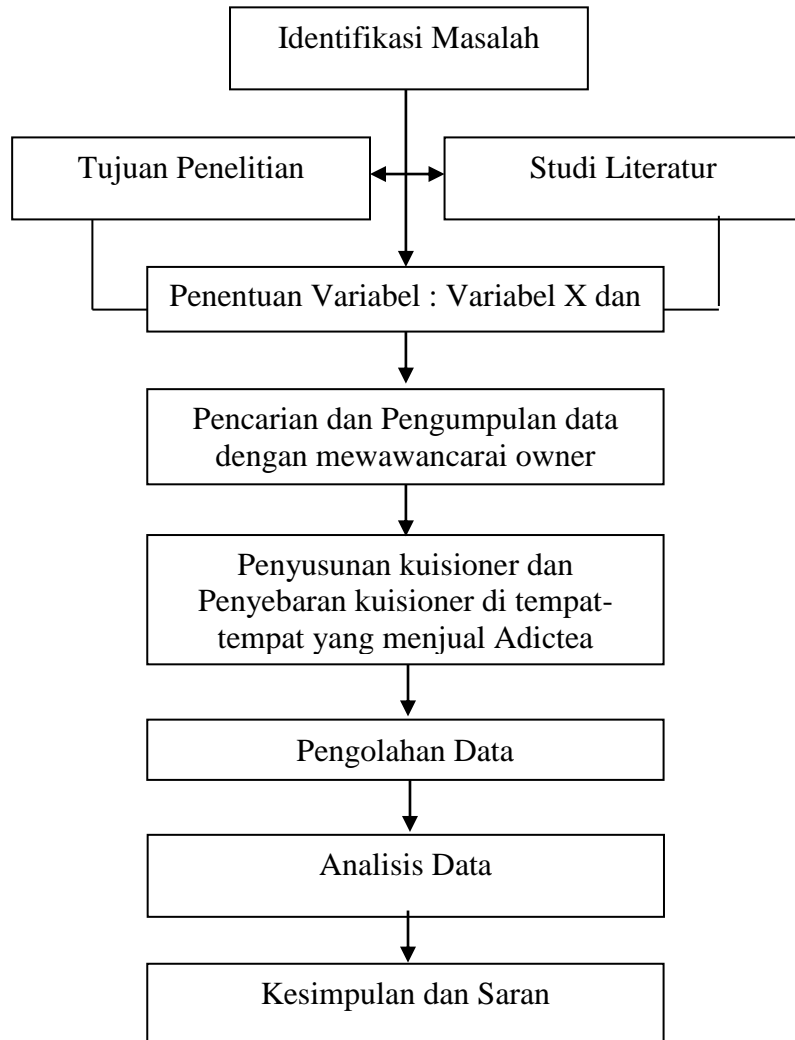 Identifikasi Masalah
Tujuan Penelitian
Studi Literatur
Penentuan Variabel : Variabel X dan
Pencarian dan Pengumpulan data
dengan mewawancarai owner
Penyusunan kuisioner dan
Penyebaran kuisioner di tempat-
tempat yang menjual Adictea
Pengolahan Data
Analisis Data
Kesimpulan dan Saran